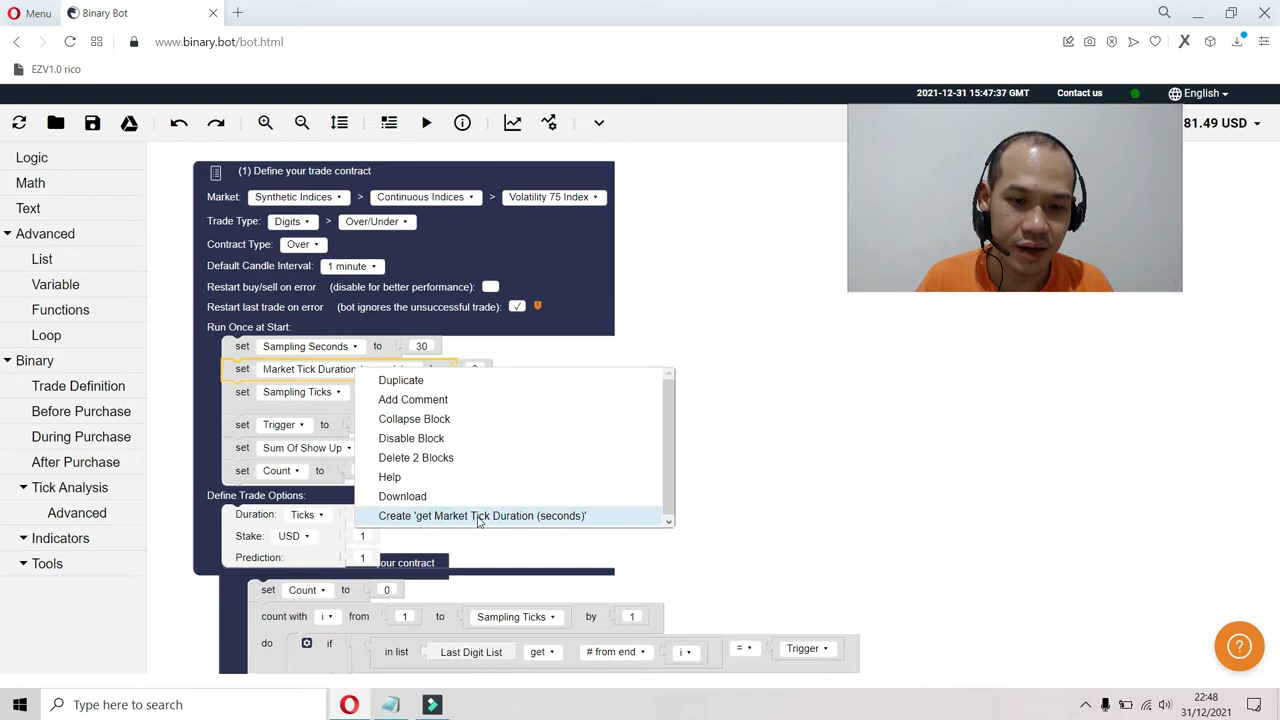 Menu
Binary Bot
www.binary.bot/bot.html
EZV1.0 rico
2021-12-31 15:47:37 GMT
Contact us
English
81.49 USD
Logic
Math
Text
Advanced
List
Variable
Functions
Loop
Binary
Trade Definition
Before Purchase
During Purchase
After Purchase
Tick Analysis
Advanced
Indicators
Tools
(1) Define your trade contract
Market: Synthetic Indices > Continuous Indices > Volatility 75 Index
Trade Type: Digits > Over/Under
Contract Type: Over
Default Candle Interval: 1 minute
Restart buy/sell on error (disable for better performance):
Restart last trade on error (bot ignores the unsuccessful trade): ✓
Run Once at Start:
set Sampling Seconds to 30
set Market Tick Duration
set Sampling Ticks
set Trigger to
set Sum Of Show Up
set Count to
Duplicate
Add Comment
Collapse Block
Disable Block
Delete 2 Blocks
Help
Download
Create 'get Market Tick Duration (seconds)'
Define Trade Options:
Duration: Ticks
Stake: USD 1
Prediction: 1
your contract
set Count to 0
count with i from 1 to Sampling Ticks by 1
do if in list Last Digit List get # from end i = Trigger
Type here to search
22:48
31/12/2021